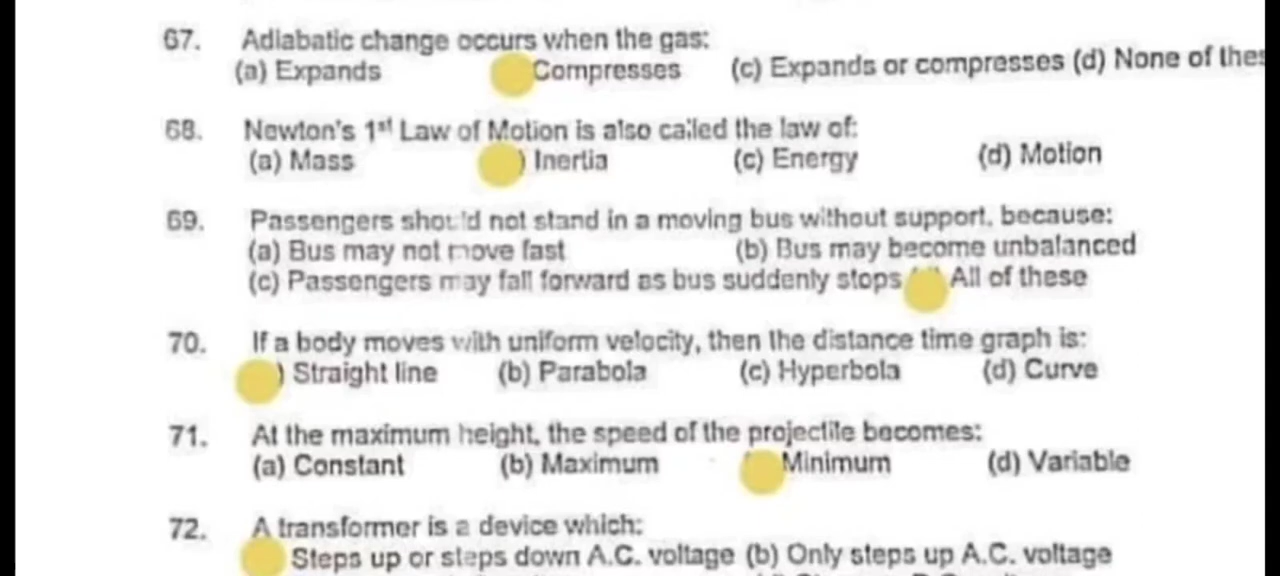 67. Adiabatic change occurs when the gas:
(a) Expands Compresses (c) Expands or compresses (d) None of thes
68. Newton's 1st Law of Motion is also called the law of:
(a) Mass ) Inertia (c) Energy (d) Motion
69. Passengers should not stand in a moving bus without support, because:
(a) Bus may not move fast (b) Bus may become unbalanced
(c) Passengers may fall forward as bus suddenly stops All of these
70. If a body moves with uniform velocity, then the distance time graph is:
) Straight line (b) Parabola (c) Hyperbola (d) Curve
71. At the maximum height, the speed of the projectile becomes:
(a) Constant (b) Maximum Minimum (d) Variable
72. A transformer is a device which:
Steps up or steps down A.C. voltage (b) Only steps up A.C. voltage